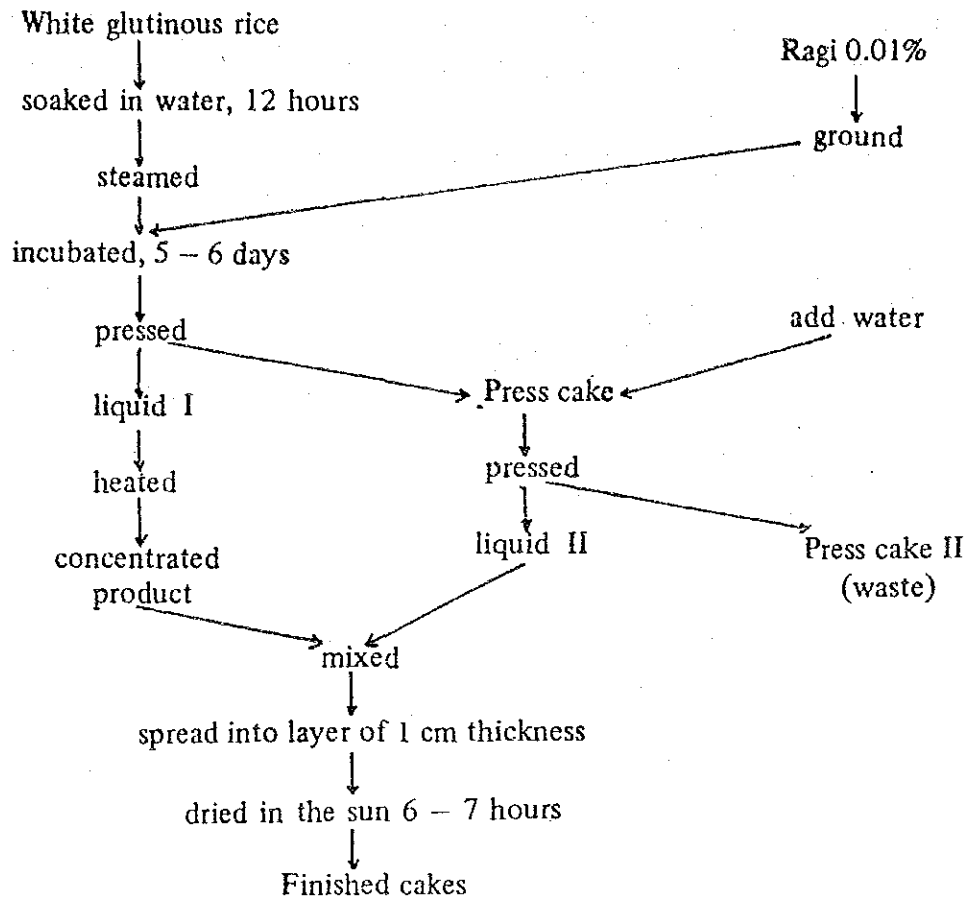 White glutinous rice
Ragi 0.01%
soaked in water, 12 hours
ground
steamed
incubated, 5 – 6 days
pressed
add water
Press cake
liquid I
pressed
heated
liquid II
Press cake II
(waste)
concentrated
product
mixed
spread into layer of 1 cm thickness
dried in the sun 6 – 7 hours
Finished cakes